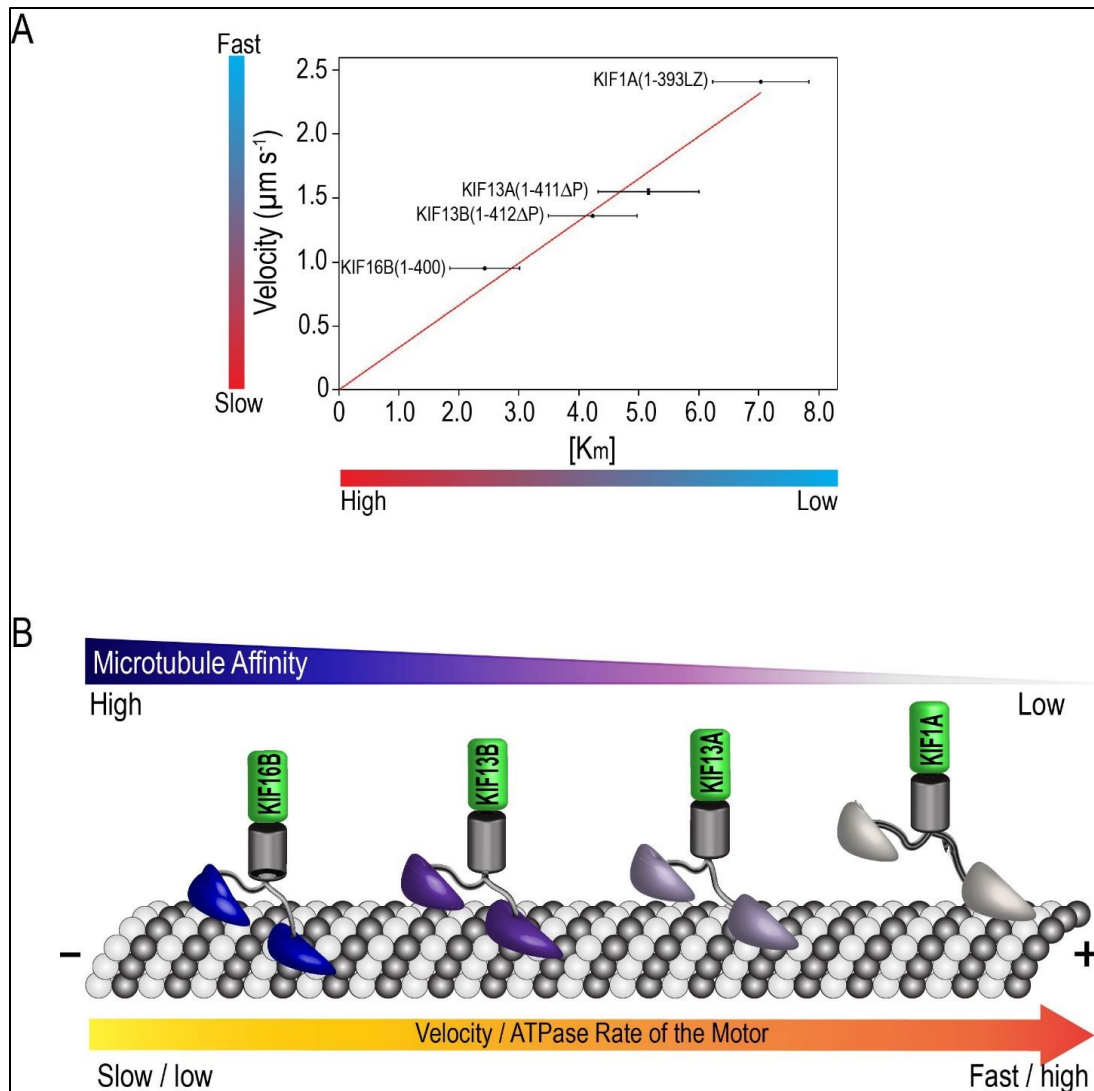 A
Fast
Slow
Velocity (µm s⁻¹)
2.5
2.0
1.5
1.0
0.5
0
KIF1A(1-393LZ)
KIF13A(1-411ΔP)
KIF13B(1-412ΔP)
KIF16B(1-400)
0 1.0 2.0 3.0 4.0 5.0 6.0 7.0 8.0
[Km]
High Low
B
Microtubule Affinity
High Low
KIF16B KIF13B KIF13A KIF1A
– +
Velocity / ATPase Rate of the Motor
Slow / low Fast / high